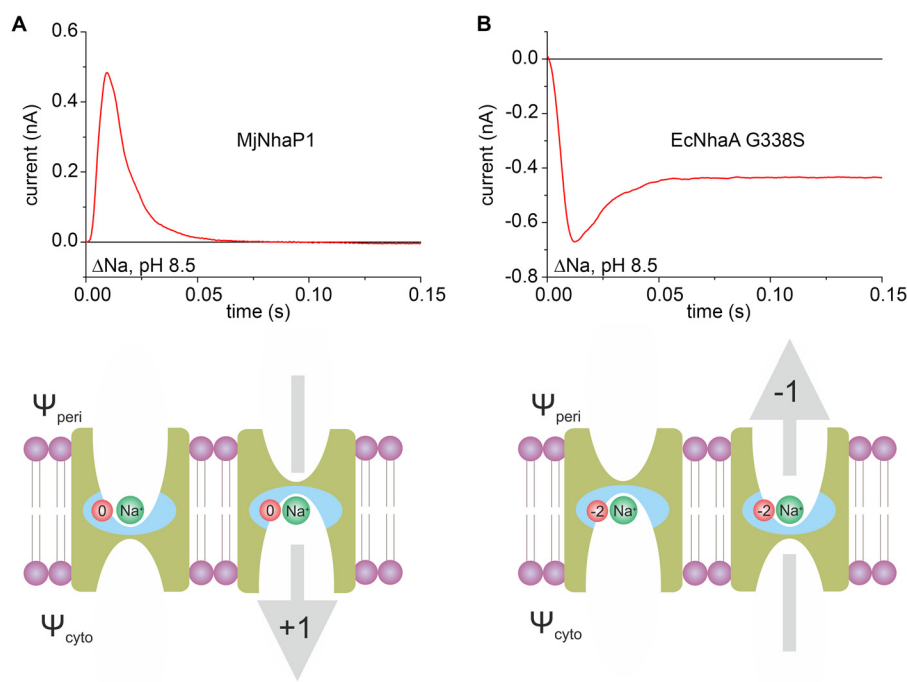 A
0.6
0.4
0.2
0.0
current (nA)
MjNhaP1
ΔNa, pH 8.5
0.00 0.05 0.10 0.15
time (s)
B
0.0
-0.2
-0.4
-0.6
-0.8
current (nA)
EcNhaA G338S
ΔNa, pH 8.5
0.00 0.05 0.10 0.15
time (s)
Ψperi
0 Na⁺
0 Na⁺
+1
Ψcyto
Ψperi
-1
-2 Na⁺
-2 Na⁺
Ψcyto